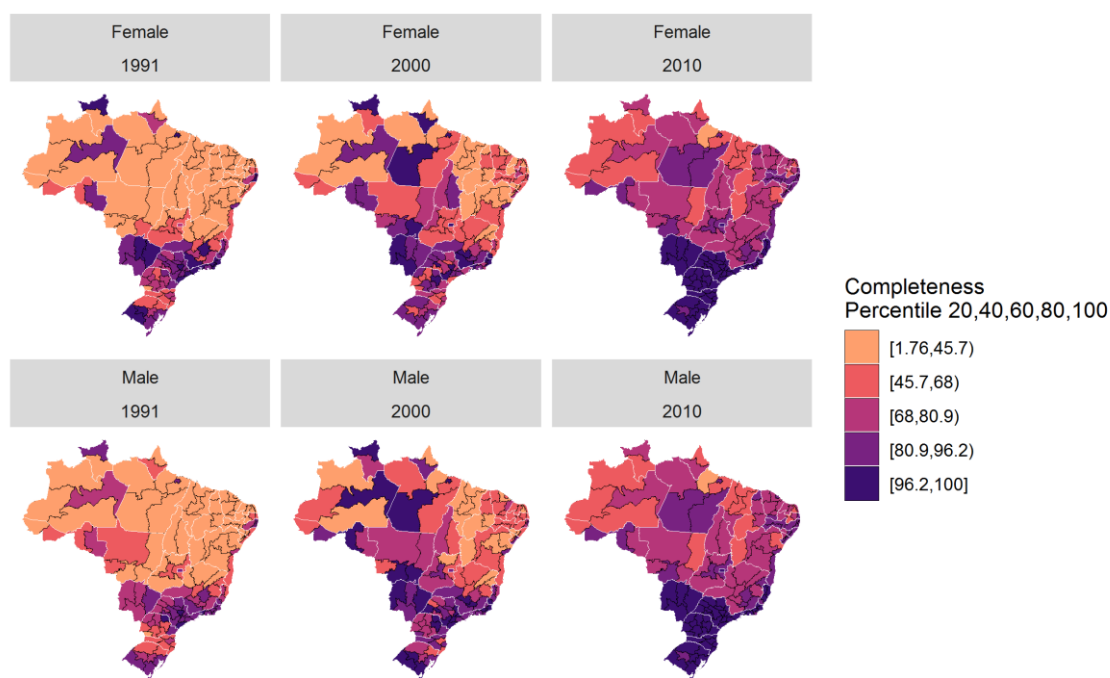 Female
1991
Female
2000
Female
2010
Male
1991
Male
2000
Male
2010
Completeness
Percentile 20,40,60,80,100
[1.76,45.7)
[45.7,68)
[68,80.9)
[80.9,96.2)
[96.2,100]